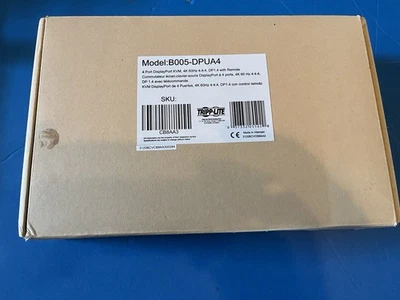 Model:B005-DPUA4
4 Port DisplayPort KVM, 4K 60Hz 4:4:4, DP1.4 with Remote
Commutateur écran-clavier-souris DisplayPort à 4 ports, 4K 60 Hz 4:4:4,
DP 1.4 avec télécommande
KVM DisplayPort de 4 Puertos, 4K 60Hz 4:4:4, DP1.4 con control remoto
SKU:
CB8AA3
TRIPP-LITE
Made in Vietnam